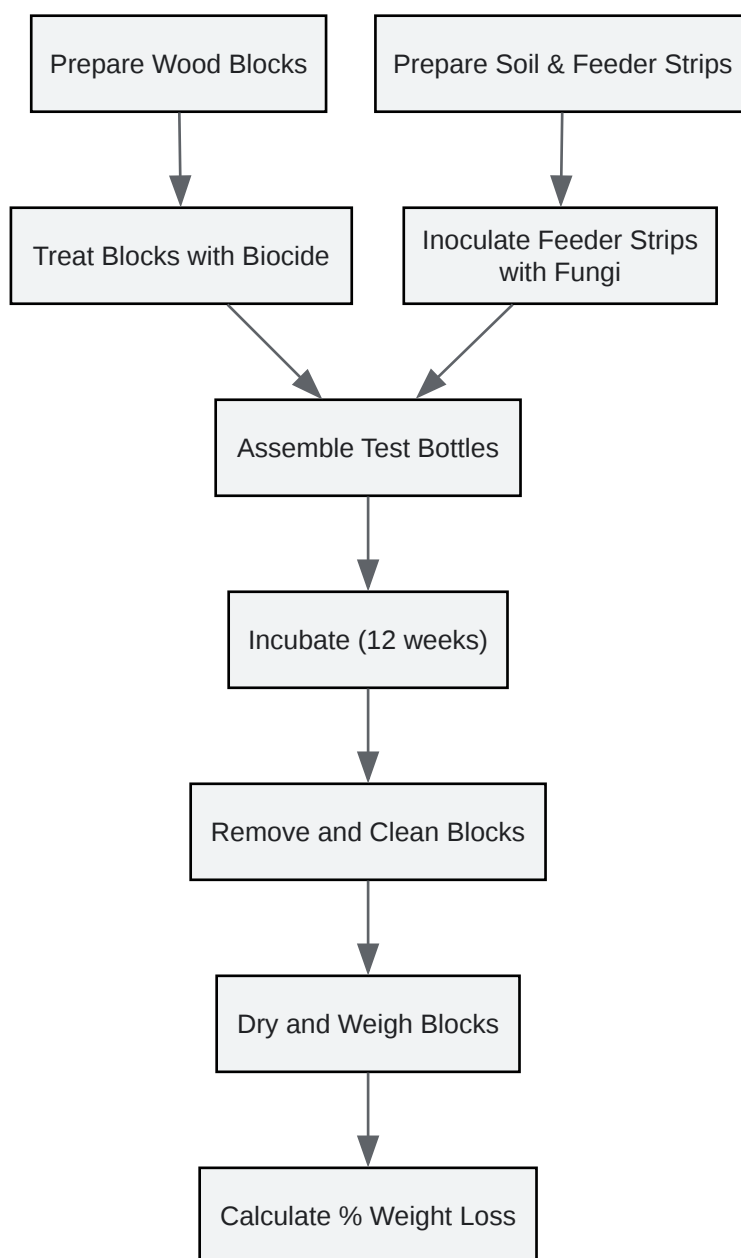 Prepare Wood Blocks
Prepare Soil & Feeder Strips
Treat Blocks with Biocide
Inoculate Feeder Strips
with Fungi
Assemble Test Bottles
Incubate (12 weeks)
Remove and Clean Blocks
Dry and Weigh Blocks
Calculate % Weight Loss